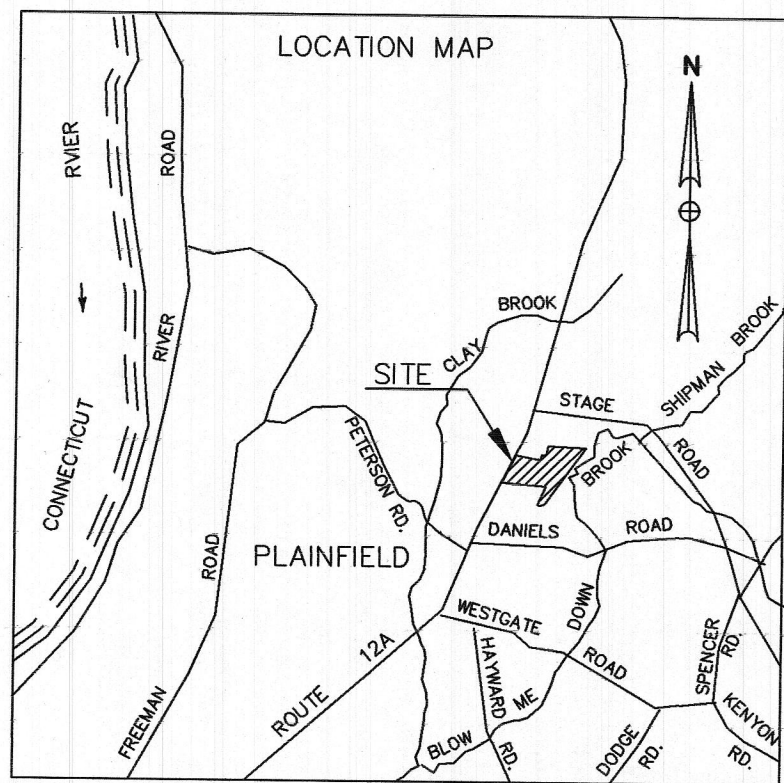 LOCATION MAP
N
RVIER
ROAD
RIVER
CONNECTICUT
CLAY BROOK
SHIPMAN BROOK
SITE
STAGE ROAD
PETERSON RD.
BROOK
DANIELS ROAD
PLAINFIELD
ROAD
FREEMAN
ROUTE 12A
WESTGATE ROAD
HAYWARD RD.
BLOW ME DOWN
DODGE RD.
SPENCER RD.
KENYON RD.